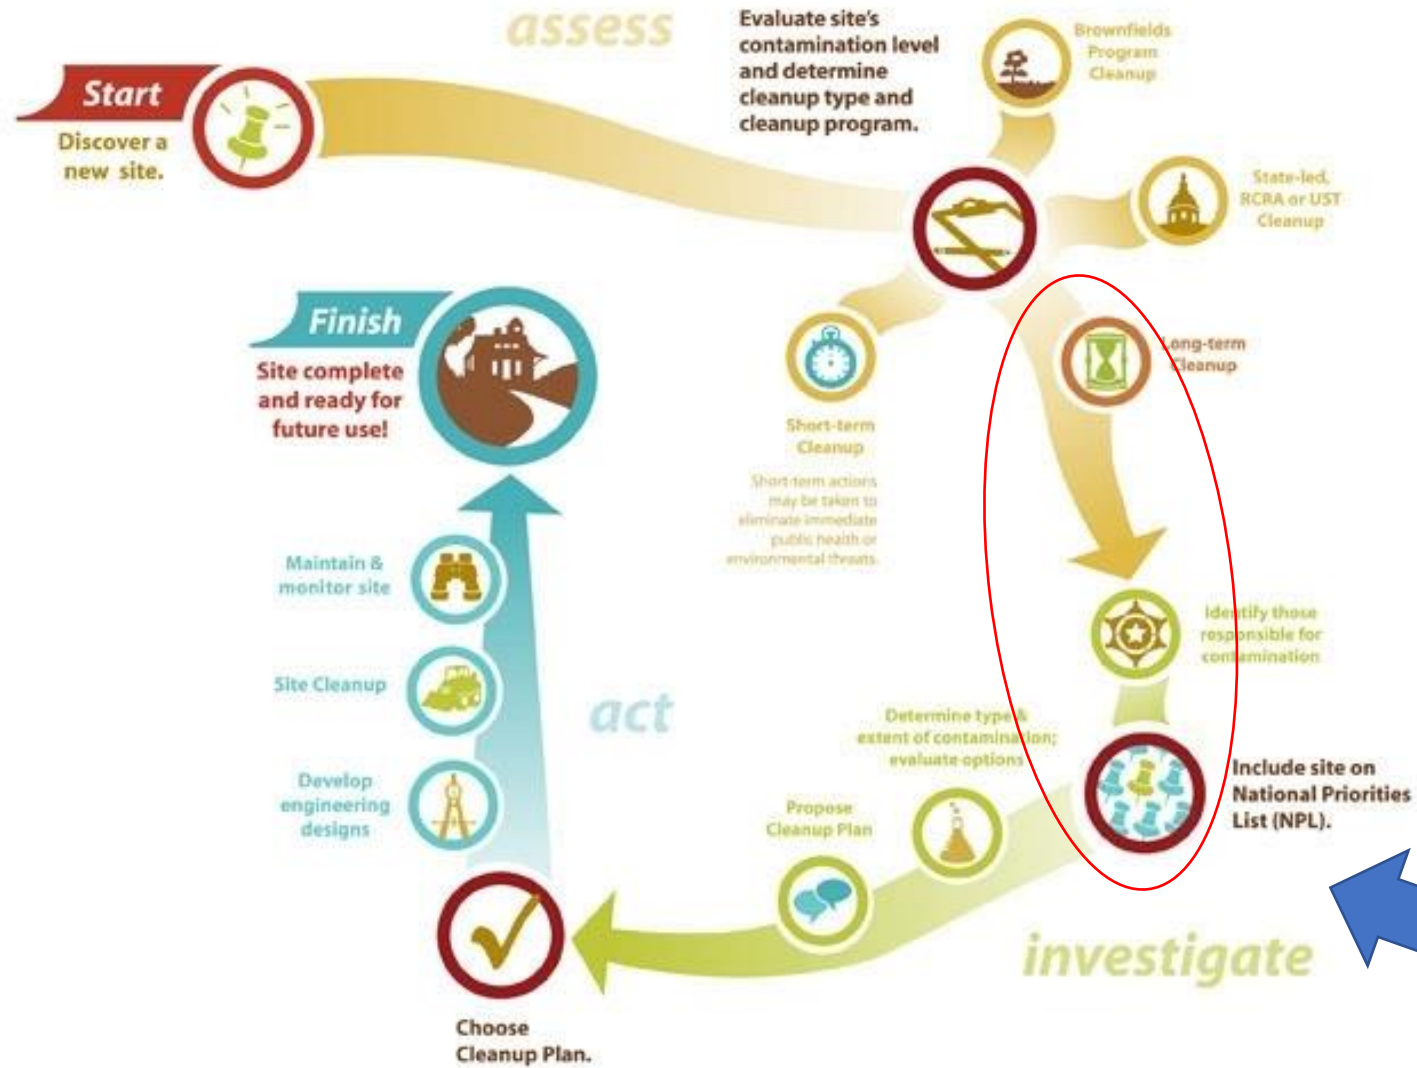 assess
Start
Discover a
new site.
Evaluate site's
contamination level
and determine
cleanup type and
cleanup program.
Brownfields
Program
Cleanup
State-led,
RCRA or UST
Cleanup
Long-term
Cleanup
Short-term
Cleanup
Short-term actions
may be taken to
eliminate immediate
public health or
environmental threats.
Identify those
responsible for
contamination
Include site on
National Priorities
List (NPL).
investigate
Determine type &
extent of contamination;
evaluate options
Propose
Cleanup Plan
Choose
Cleanup Plan.
act
Develop
engineering
designs
Site Cleanup
Maintain &
monitor site
Finish
Site complete
and ready for
future use!